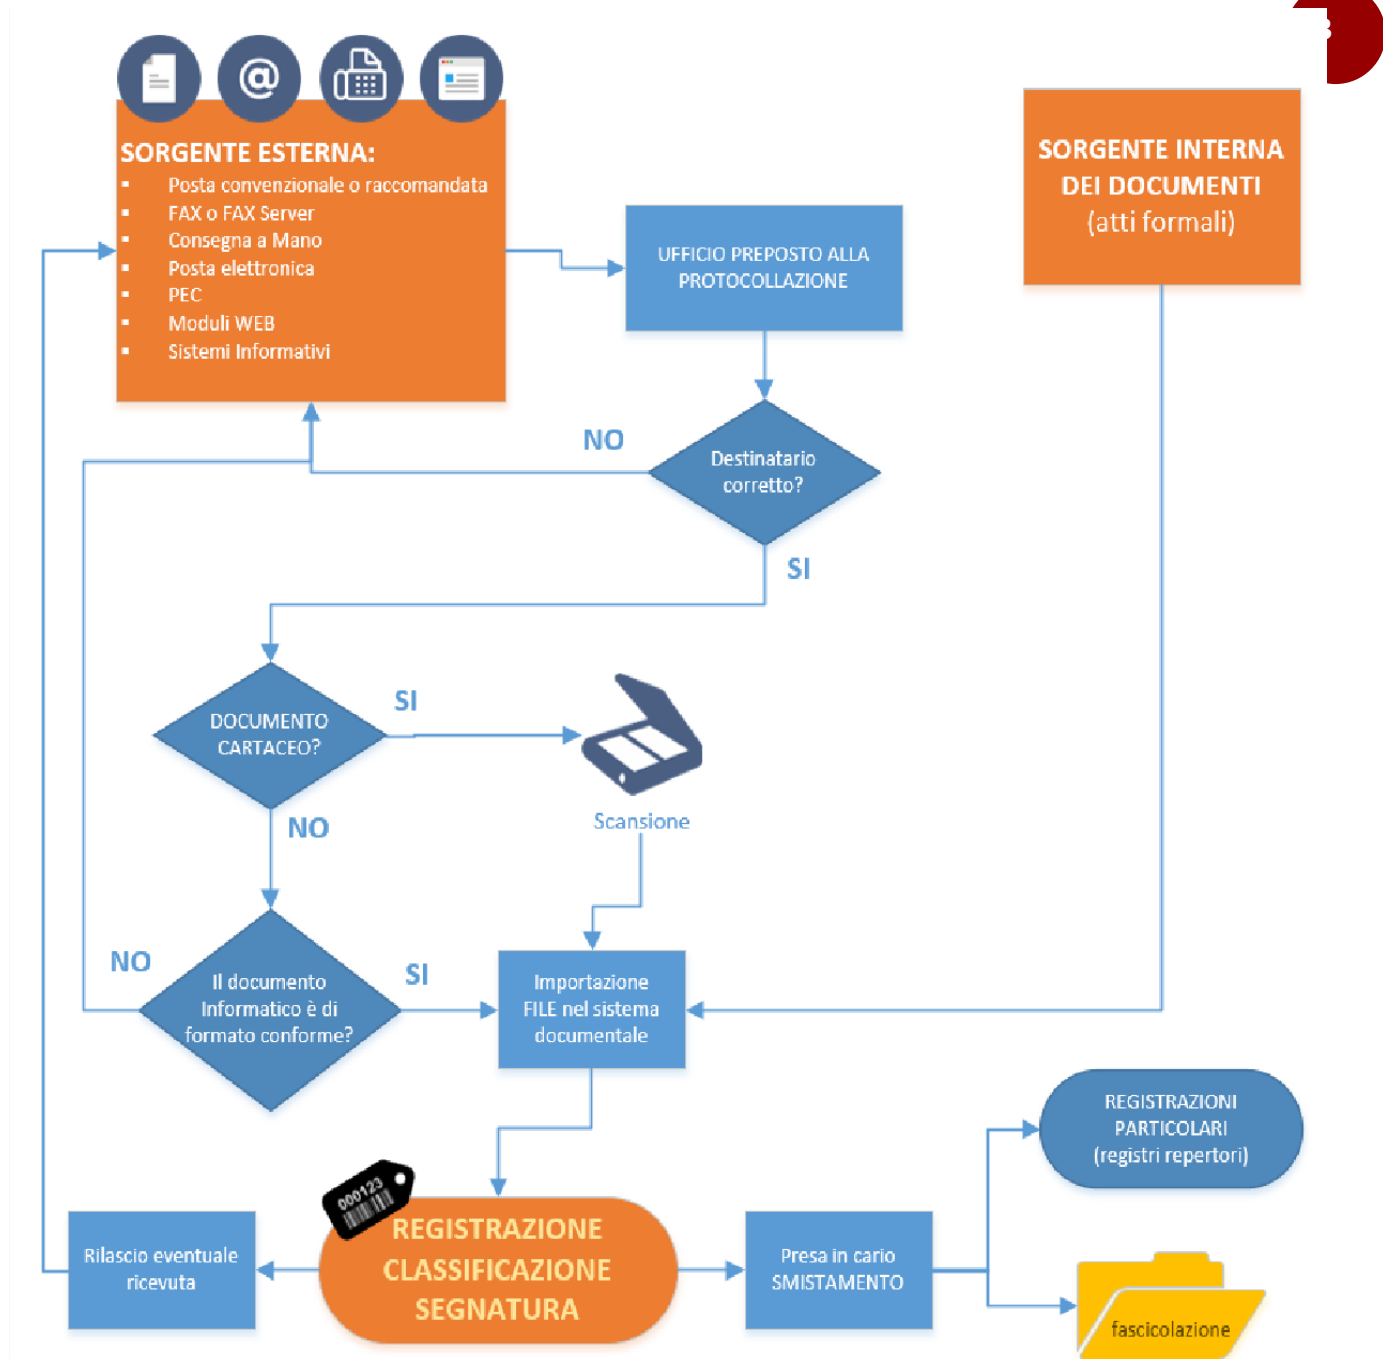 SORGENTE ESTERNA:
▪ Posta convenzionale o raccomandata
▪ FAX o FAX Server
▪ Consegna a Mano
▪ Posta elettronica
▪ PEC
▪ Moduli WEB
▪ Sistemi Informativi
SORGENTE INTERNA
DEI DOCUMENTI
(atti formali)
UFFICIO PREPOSTO ALLA
PROTOCOLLAZIONE
NO
Destinatario
corretto?
SI
DOCUMENTO
CARTACEO?
SI
Scansione
NO
NO
Il documento
Informatico è di
formato conforme?
SI
Importazione
FILE nel sistema
documentale
REGISTRAZIONI
PARTICOLARI
(registri repertori)
000123
REGISTRAZIONE
CLASSIFICAZIONE
SEGNATURA
Rilascio eventuale
ricevuta
Presa in cario
SMISTAMENTO
fascicolazione